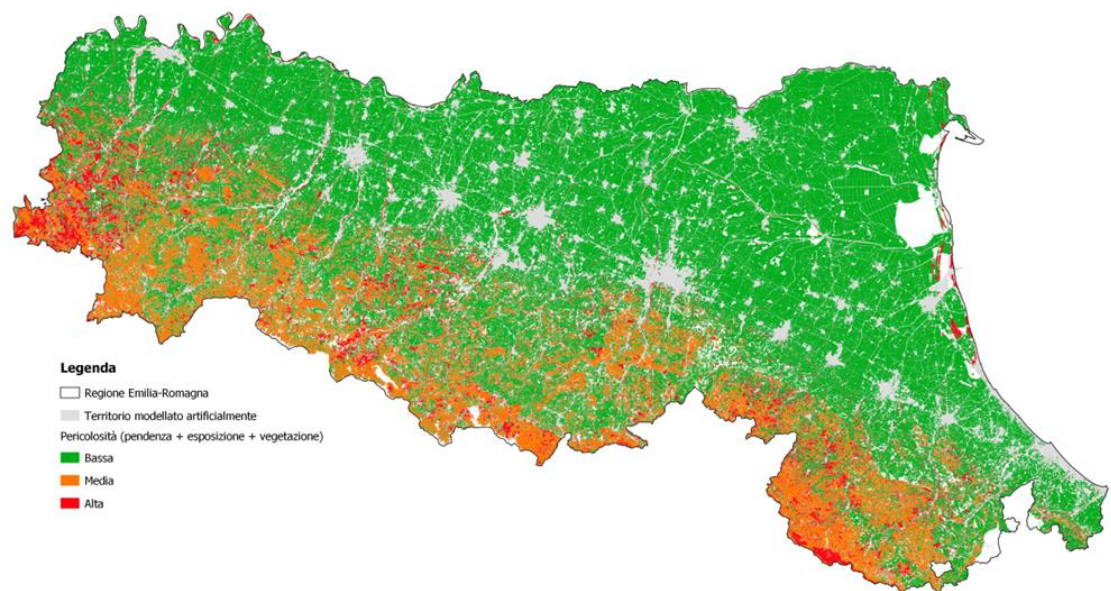 Legenda
Regione Emilia-Romagna
Territorio modellato artificialmente
Pericolosità (pendenza + esposizione + vegetazione)
Bassa
Media
Alta